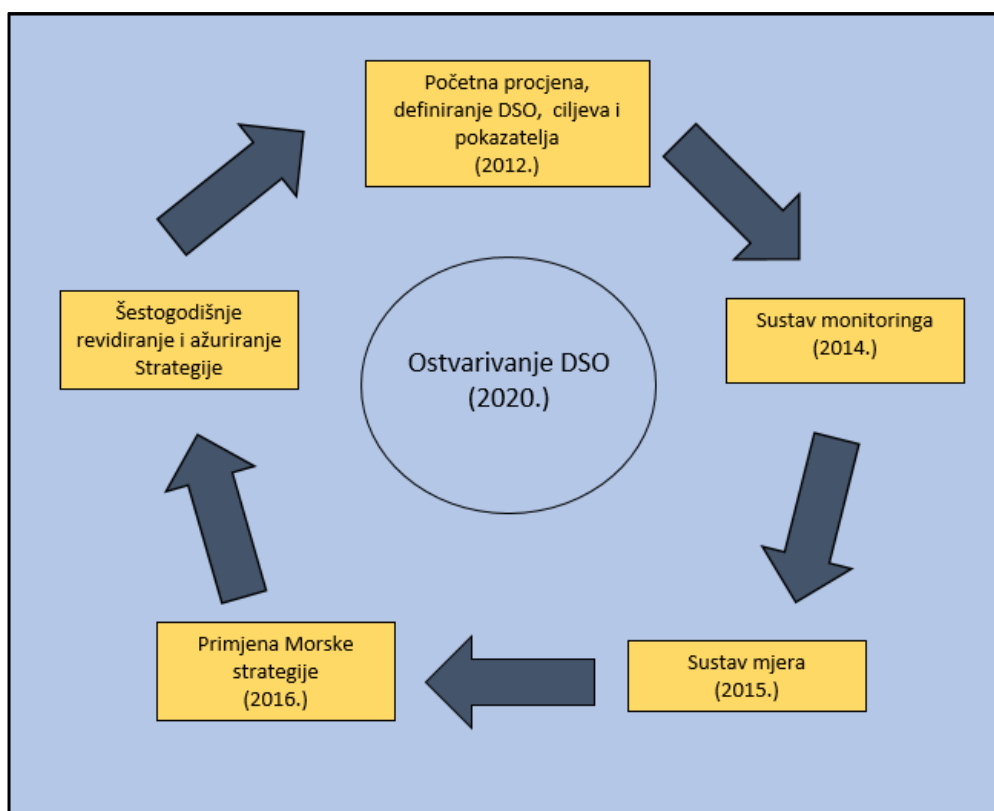 Početna procjena,
definiranje DSO, ciljeva i
pokazatelja
(2012.)
Sustav monitoringa
(2014.)
Sustav mjera
(2015.)
Primjena Morske
strategije
(2016.)
Šestogodišnje
revidiranje i ažuriranje
Strategije
Ostvarivanje DSO
(2020.)